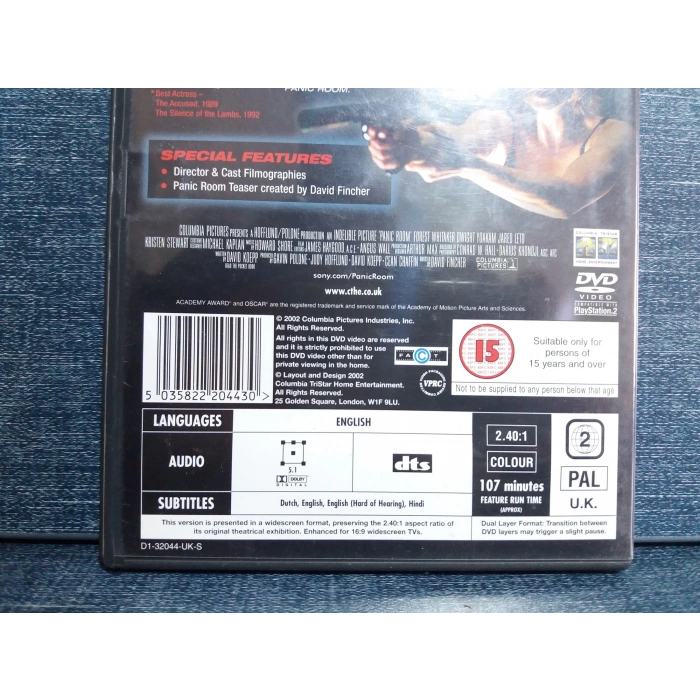 PANIC ROOM.
*Best Actress –
The Accused, 1989
The Silence of the Lambs, 1992
SPECIAL FEATURES
• Director & Cast Filmographies
• Panic Room Teaser created by David Fincher
COLUMBIA PICTURES PRESENTS A HOFFLUND/POLONE PRODUCTION AN INDELIBLE PICTURE 'PANIC ROOM' FOREST WHITAKER DWIGHT YOAKAM JARED LETO
KRISTEN STEWART MICHAEL KAPLAN HOWARD SHORE JAMES HAYGOOD, A.C.E. ANGUS WALL ARTHUR MAX CONRAD W. HALL DARIUS KHONDJI, ASC, AFC
DAVID KOEPP GAVIN POLONE JUDY HOFFLUND DAVID KOEPP CEAN CHAFFIN DAVID FINCHER
READ THE POCKET BOOK
COLUMBIA PICTURES
sony.com/PanicRoom
www.cthe.co.uk
ACADEMY AWARD® and OSCAR® are the registered trademark and service mark of the Academy of Motion Picture Arts and Sciences.
COLUMBIA TRISTAR
HOME ENTERTAINMENT
DVD
VIDEO
COMPATIBLE WITH
PlayStation.2
© 2002 Columbia Pictures Industries, Inc.
All Rights Reserved.
All rights in this DVD video are reserved
and it is strictly prohibited to use
this DVD video other than for
private viewing in the home.
© Layout and Design 2002
Columbia TriStar Home Entertainment.
All Rights Reserved.
25 Golden Square, London, W1F 9LU.
5 035822 204430 >
FACT
VPRC
15
Suitable only for
persons of
15 years and over
Not to be supplied to any person below that age
LANGUAGES
ENGLISH
AUDIO
5.1
DOLBY
DIGITAL
dts
SUBTITLES
Dutch, English, English (Hard of Hearing), Hindi
2.40:1
COLOUR
107 minutes
FEATURE RUN TIME
(APPROX)
2
PAL
U.K.
This version is presented in a widescreen format, preserving the 2.40:1 aspect ratio of
its original theatrical exhibition. Enhanced for 16:9 widescreen TVs.
Dual Layer Format: Transition between
DVD layers may trigger a slight pause.
D1-32044-UK-S